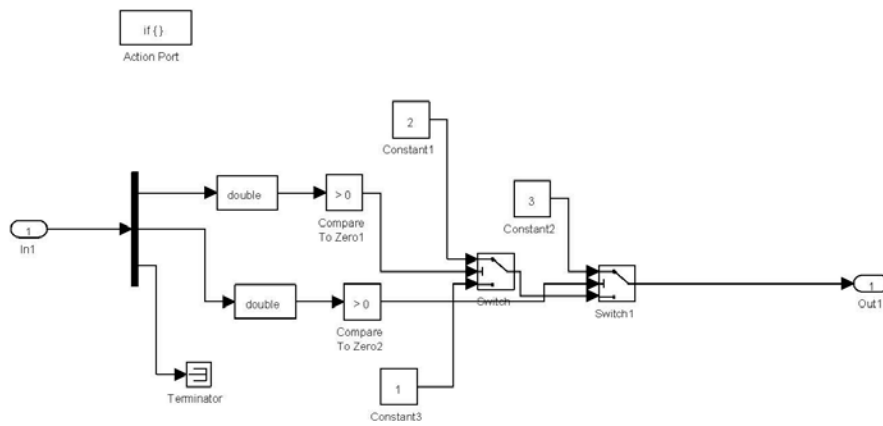 if { }
Action Port
2
Constant1
double
> 0
Compare
To Zero1
3
Constant2
1
In1
Switch
double
> 0
Compare
To Zero2
Switch1
1
Out1
Terminator
1
Constant3